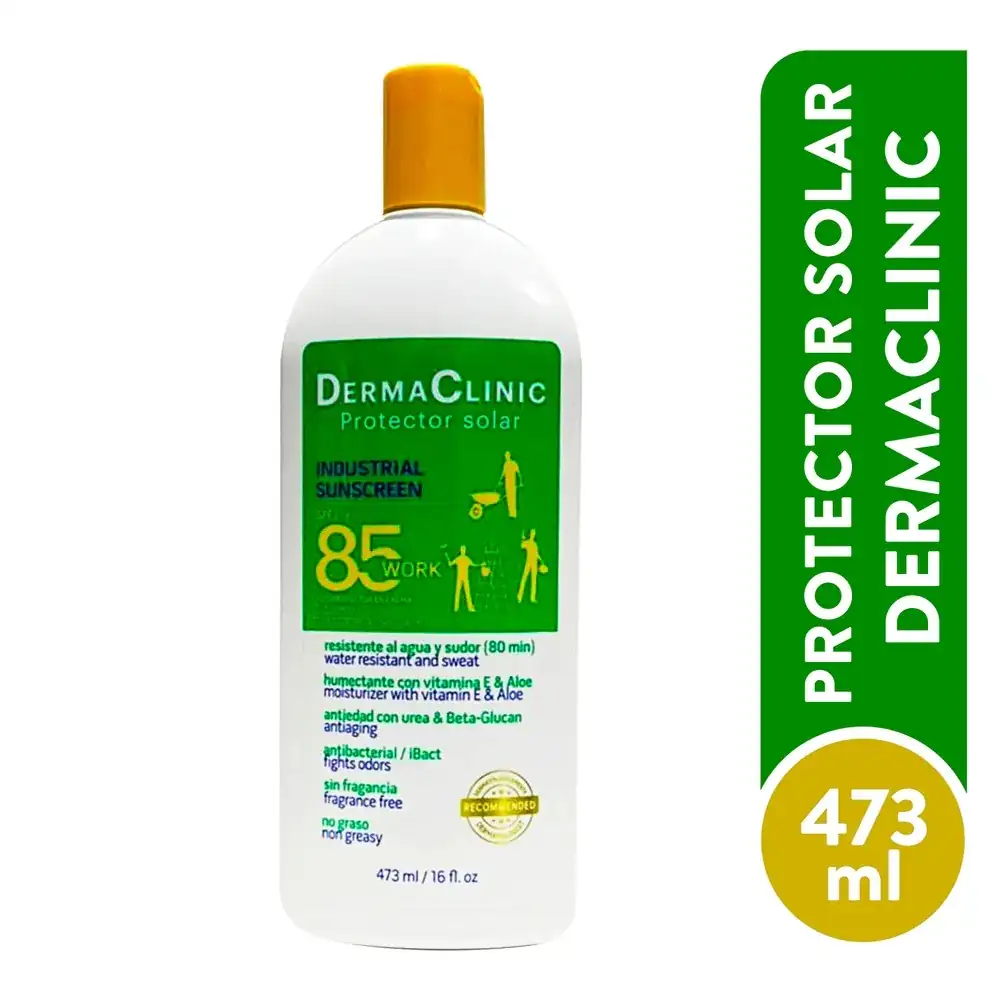 DERMACLINIC
Protector solar
INDUSTRIAL
SUNSCREEN
85 WORK
resistente al agua y sudor (80 min)
water resistant and sweat
humectante con vitamina E & Aloe
moisturizer with vitamin E & Aloe
antiedad con urea & Beta-Glucan
antiaging
antibacterial / iBact
fights odors
sin fragancia
fragrance free
no graso
non greasy
RECOMMENDED
473 ml / 16 fl. oz
PROTECTOR SOLAR
DERMACLINIC
473
ml